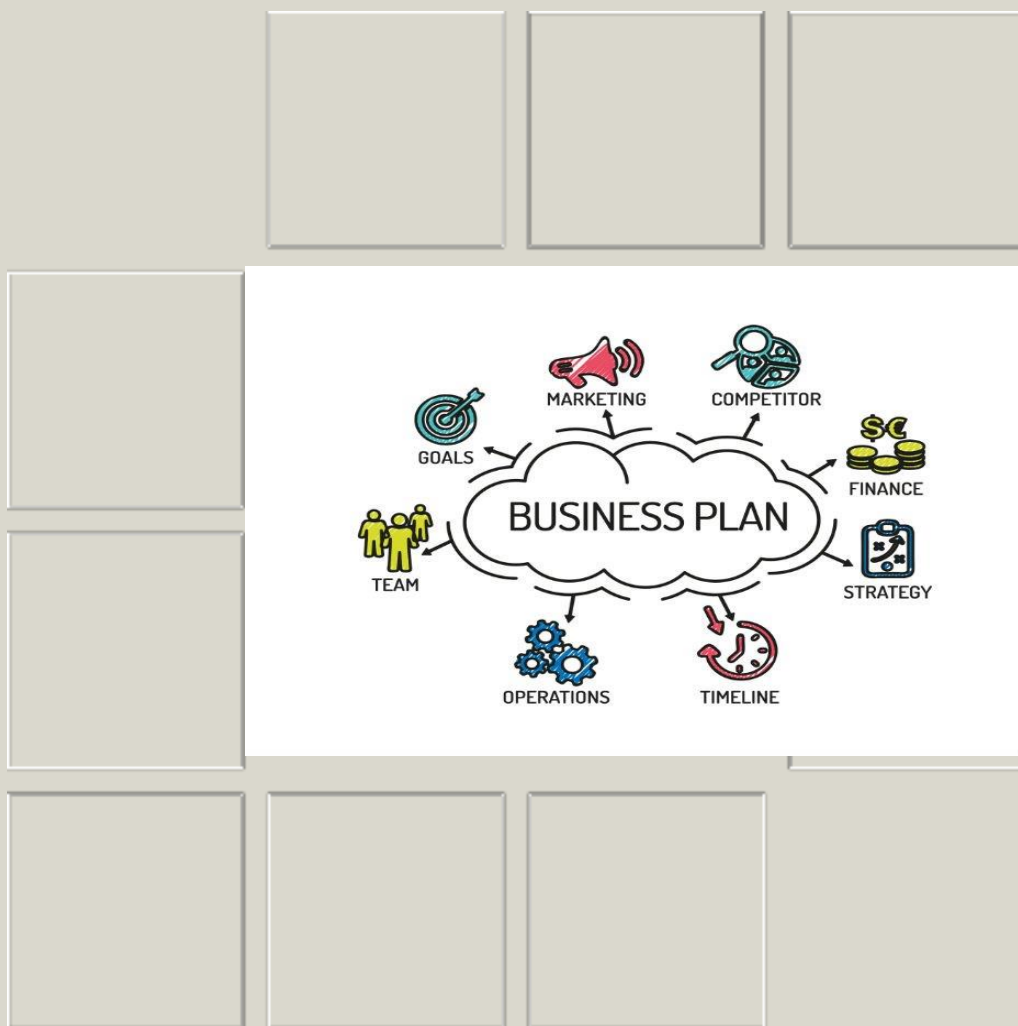 MARKETING
COMPETITOR
GOALS
$€
FINANCE
BUSINESS PLAN
TEAM
STRATEGY
OPERATIONS
TIMELINE